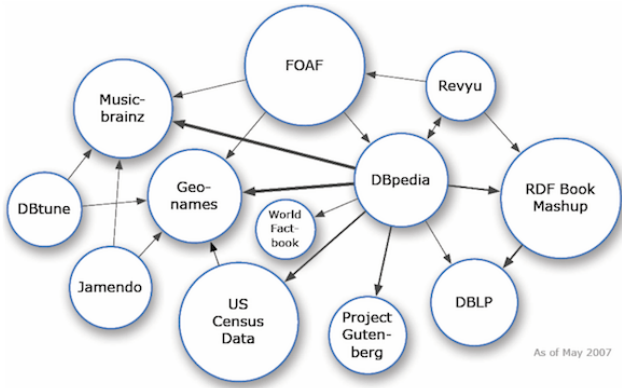 FOAF
Music-
brainz
Revyu
DBpedia
Geo-
names
RDF Book
Mashup
DBtune
World
Fact-
book
Jamendo
US
Census
Data
Project
Guten-
berg
DBLP
As of May 2007